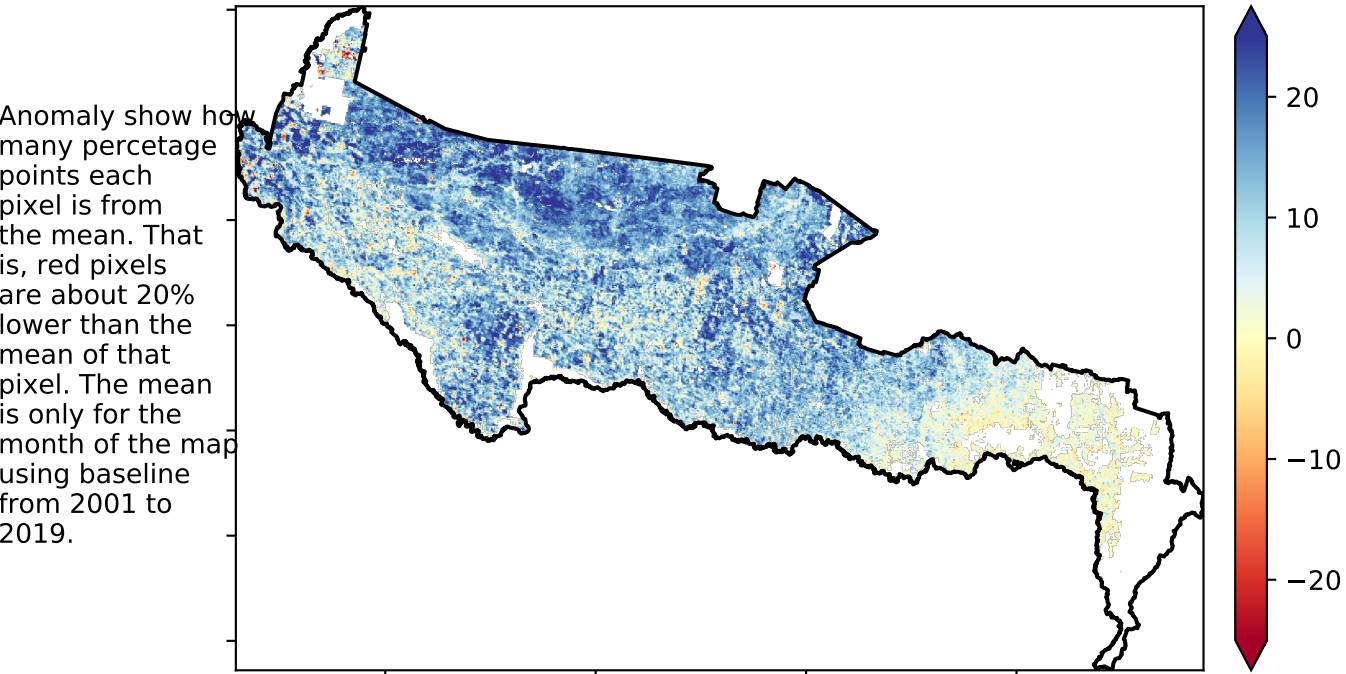 Anomaly show how
many percetage
points each
pixel is from
the mean. That
is, red pixels
are about 20%
lower than the
mean of that
pixel. The mean
is only for the
month of the map
using baseline
from 2001 to
2019.
20
10
0
−10
−20